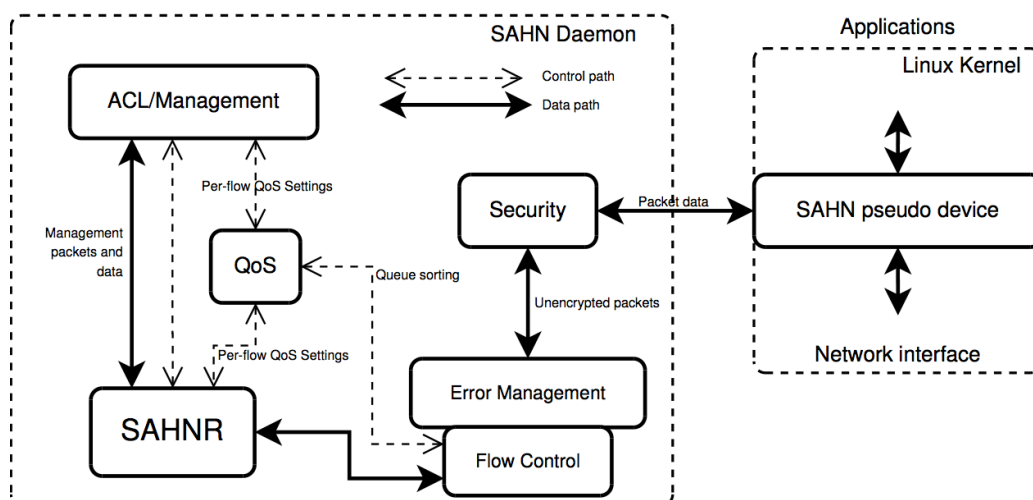 SAHN Daemon
Applications
Linux Kernel
Control path
Data path
ACL/Management
Per-flow QoS Settings
Security
Packet data
SAHN pseudo device
Management
packets and
data
QoS
Queue sorting
Unencrypted packets
Per-flow QoS Settings
Network interface
Error Management
SAHNR
Flow Control